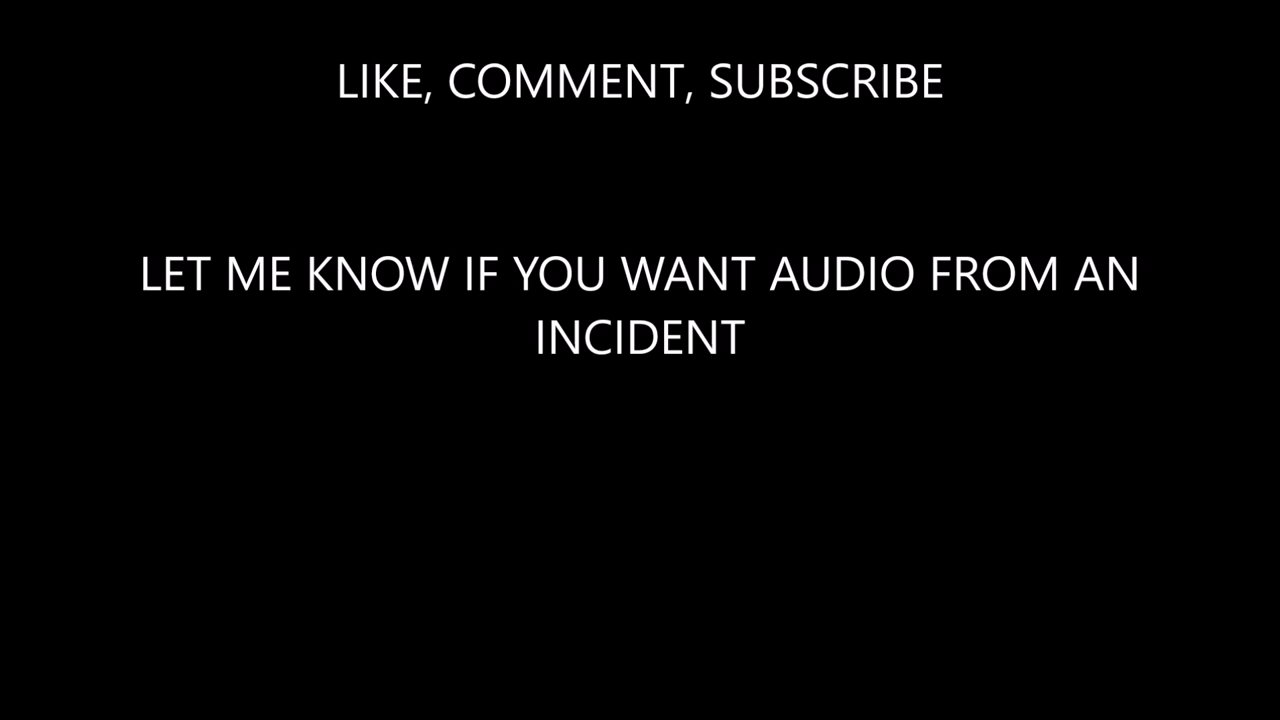 LIKE, COMMENT, SUBSCRIBE
LET ME KNOW IF YOU WANT AUDIO FROM AN
INCIDENT